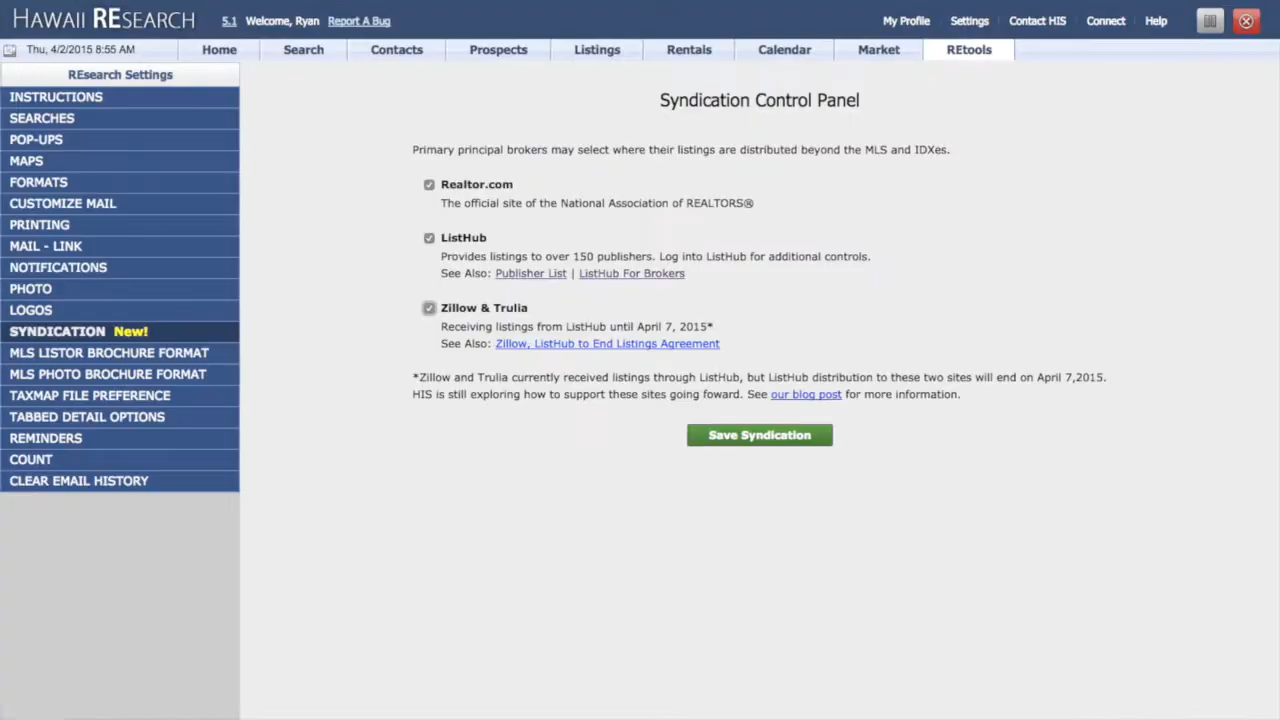 HAWAII RESEARCH 5.1 Welcome, Ryan Report A Bug My Profile Settings Contact HIS Connect Help
Thu, 4/2/2015 8:55 AM Home Search Contacts Prospects Listings Rentals Calendar Market REtools
REsearch Settings
INSTRUCTIONS
SEARCHES
POP-UPS
MAPS
FORMATS
CUSTOMIZE MAIL
PRINTING
MAIL - LINK
NOTIFICATIONS
PHOTO
LOGOS
SYNDICATION New!
MLS LISTOR BROCHURE FORMAT
MLS PHOTO BROCHURE FORMAT
TAXMAP FILE PREFERENCE
TABBED DETAIL OPTIONS
REMINDERS
COUNT
CLEAR EMAIL HISTORY
Syndication Control Panel
Primary principal brokers may select where their listings are distributed beyond the MLS and IDXes.
Realtor.com
The official site of the National Association of REALTORS®
ListHub
Provides listings to over 150 publishers. Log into ListHub for additional controls.
See Also: Publisher List | ListHub For Brokers
Zillow & Trulia
Receiving listings from ListHub until April 7, 2015*
See Also: Zillow, ListHub to End Listings Agreement
*Zillow and Trulia currently received listings through ListHub, but ListHub distribution to these two sites will end on April 7,2015.
HIS is still exploring how to support these sites going foward. See our blog post for more information.
Save Syndication